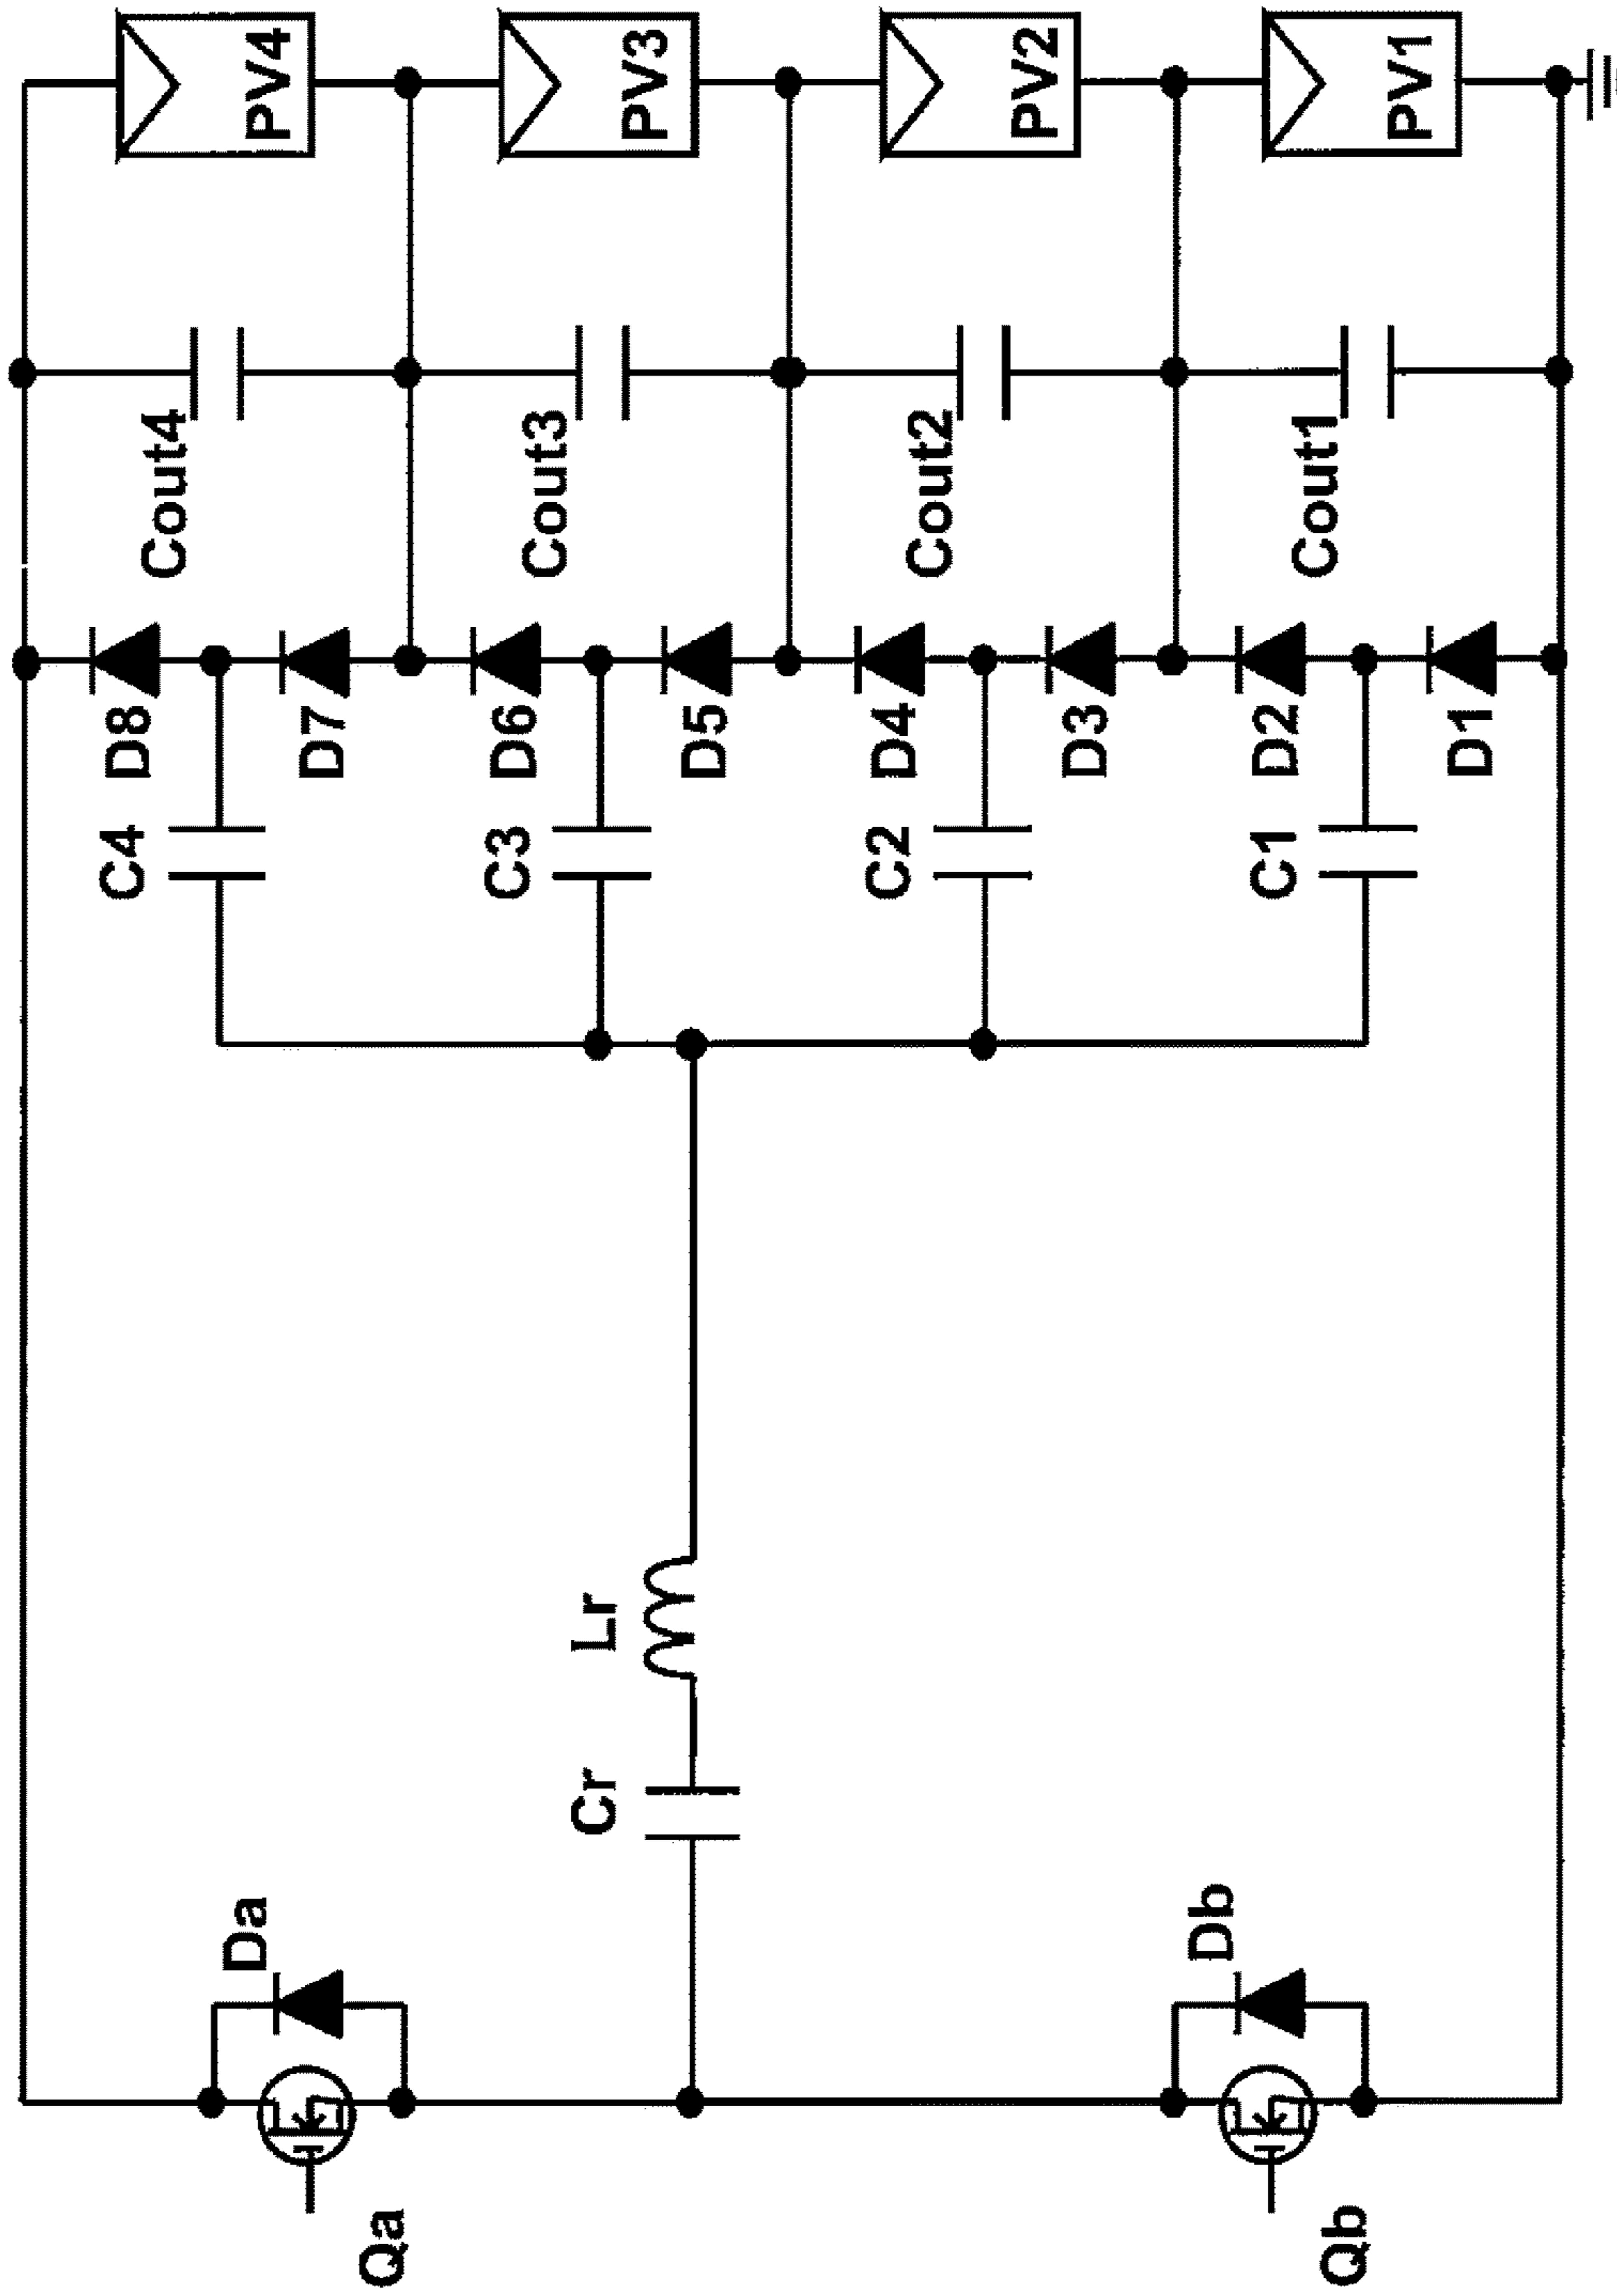 PV4
PV3
PV2
PV1
Cout4
Cout3
Cout2
Cout1
D8
D7
D6
D5
D4
D3
D2
D1
C4
C3
C2
C1
Lr
Cr
Da
Db
Qa
Qb